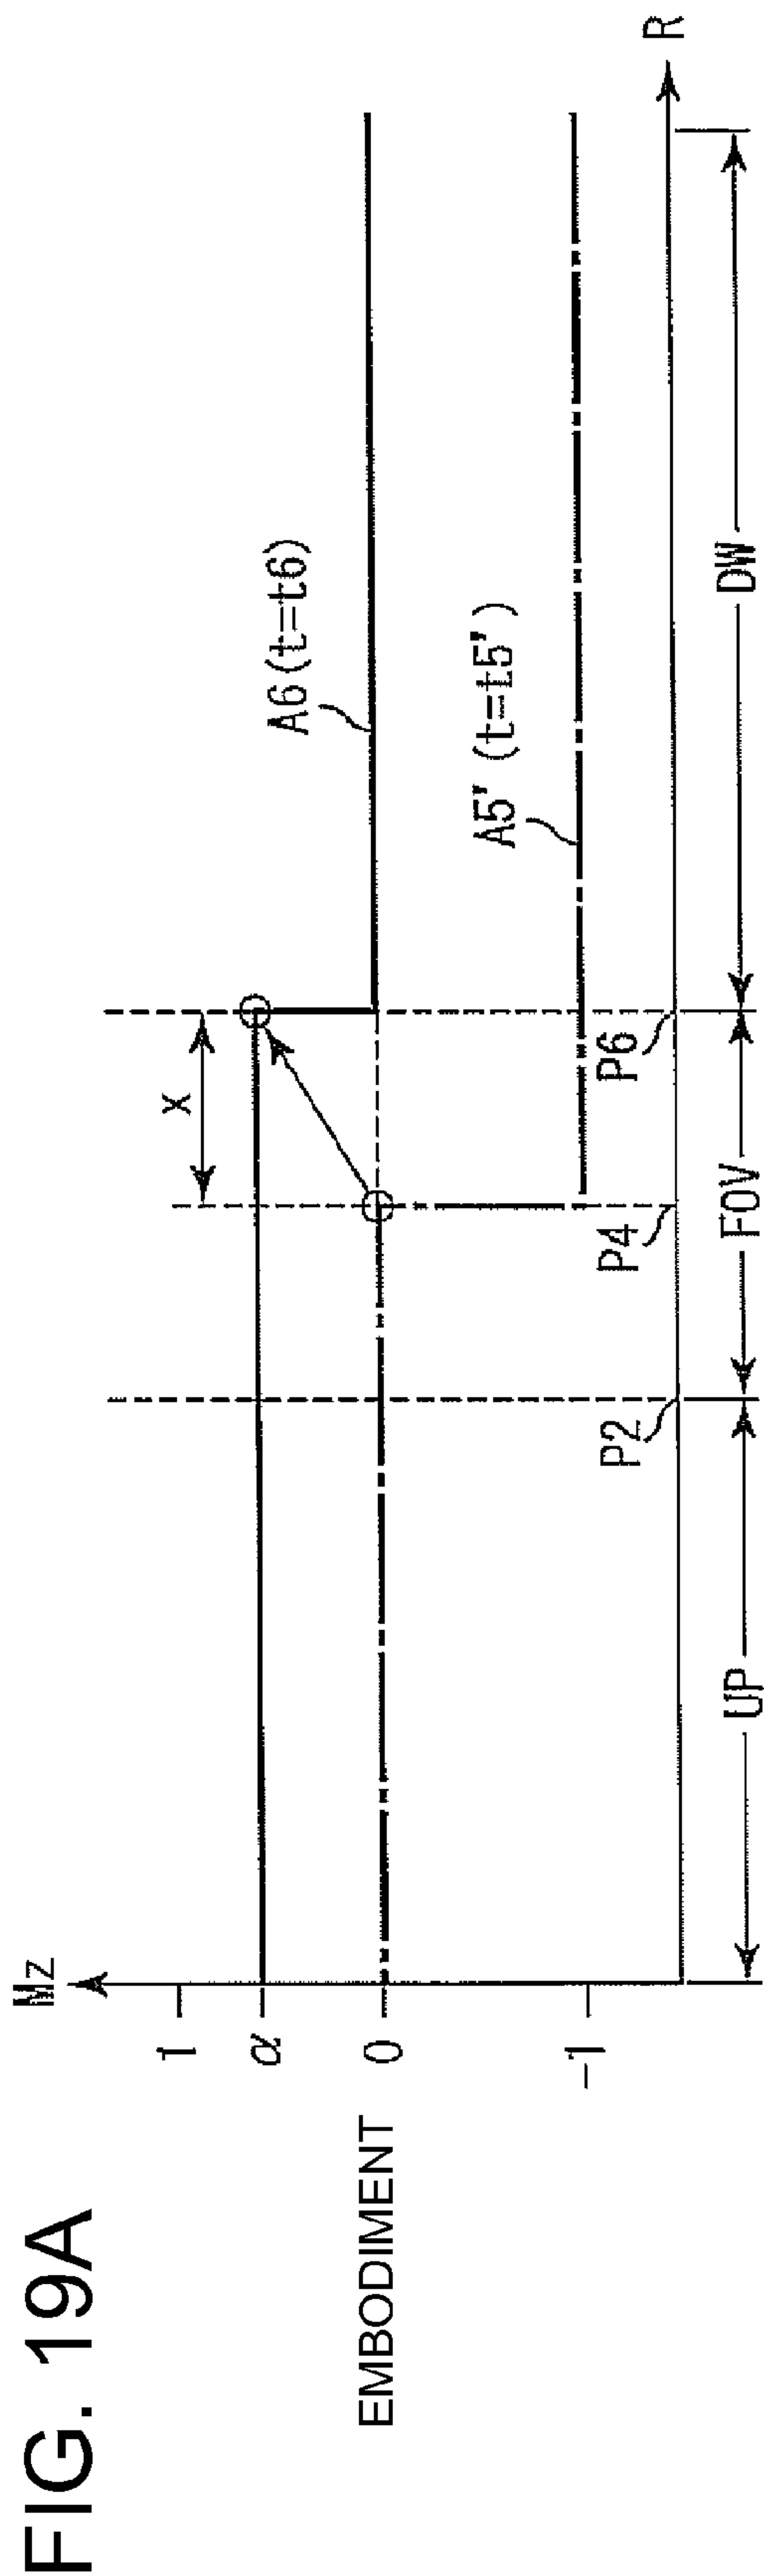 FIG. 19A
EMBODIMENT
Mz
1
α
0
-1
x
A6(t=t6)
A5'(t=t5')
P2
P4
P6
R
UP
FOV
DW